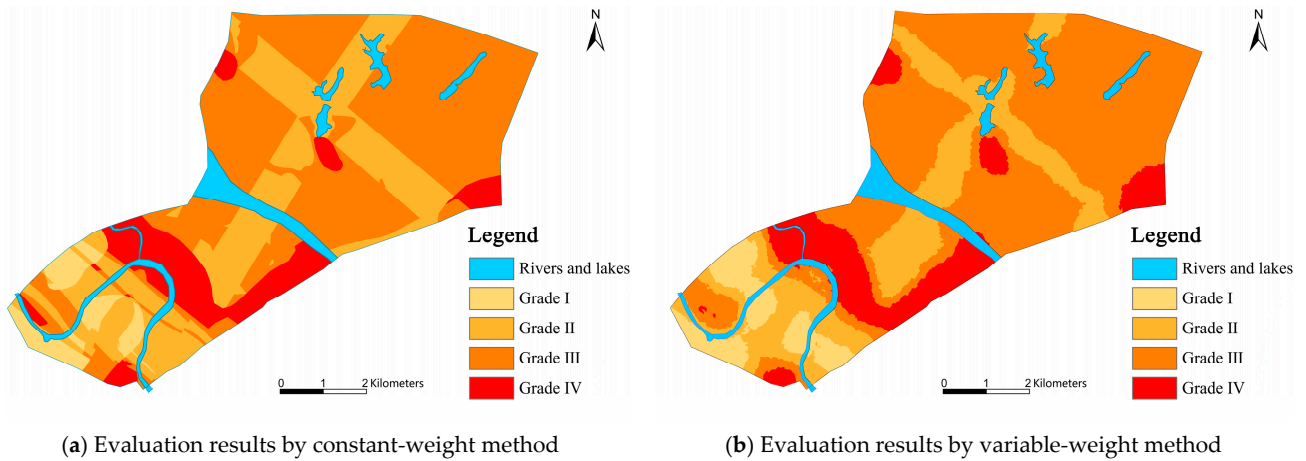 N
Legend
Rivers and lakes
Grade I
Grade II
Grade III
Grade IV
0 1 2 Kilometers
(a) Evaluation results by constant-weight method
N
Legend
Rivers and lakes
Grade I
Grade II
Grade III
Grade IV
0 1 2 Kilometers
(b) Evaluation results by variable-weight method